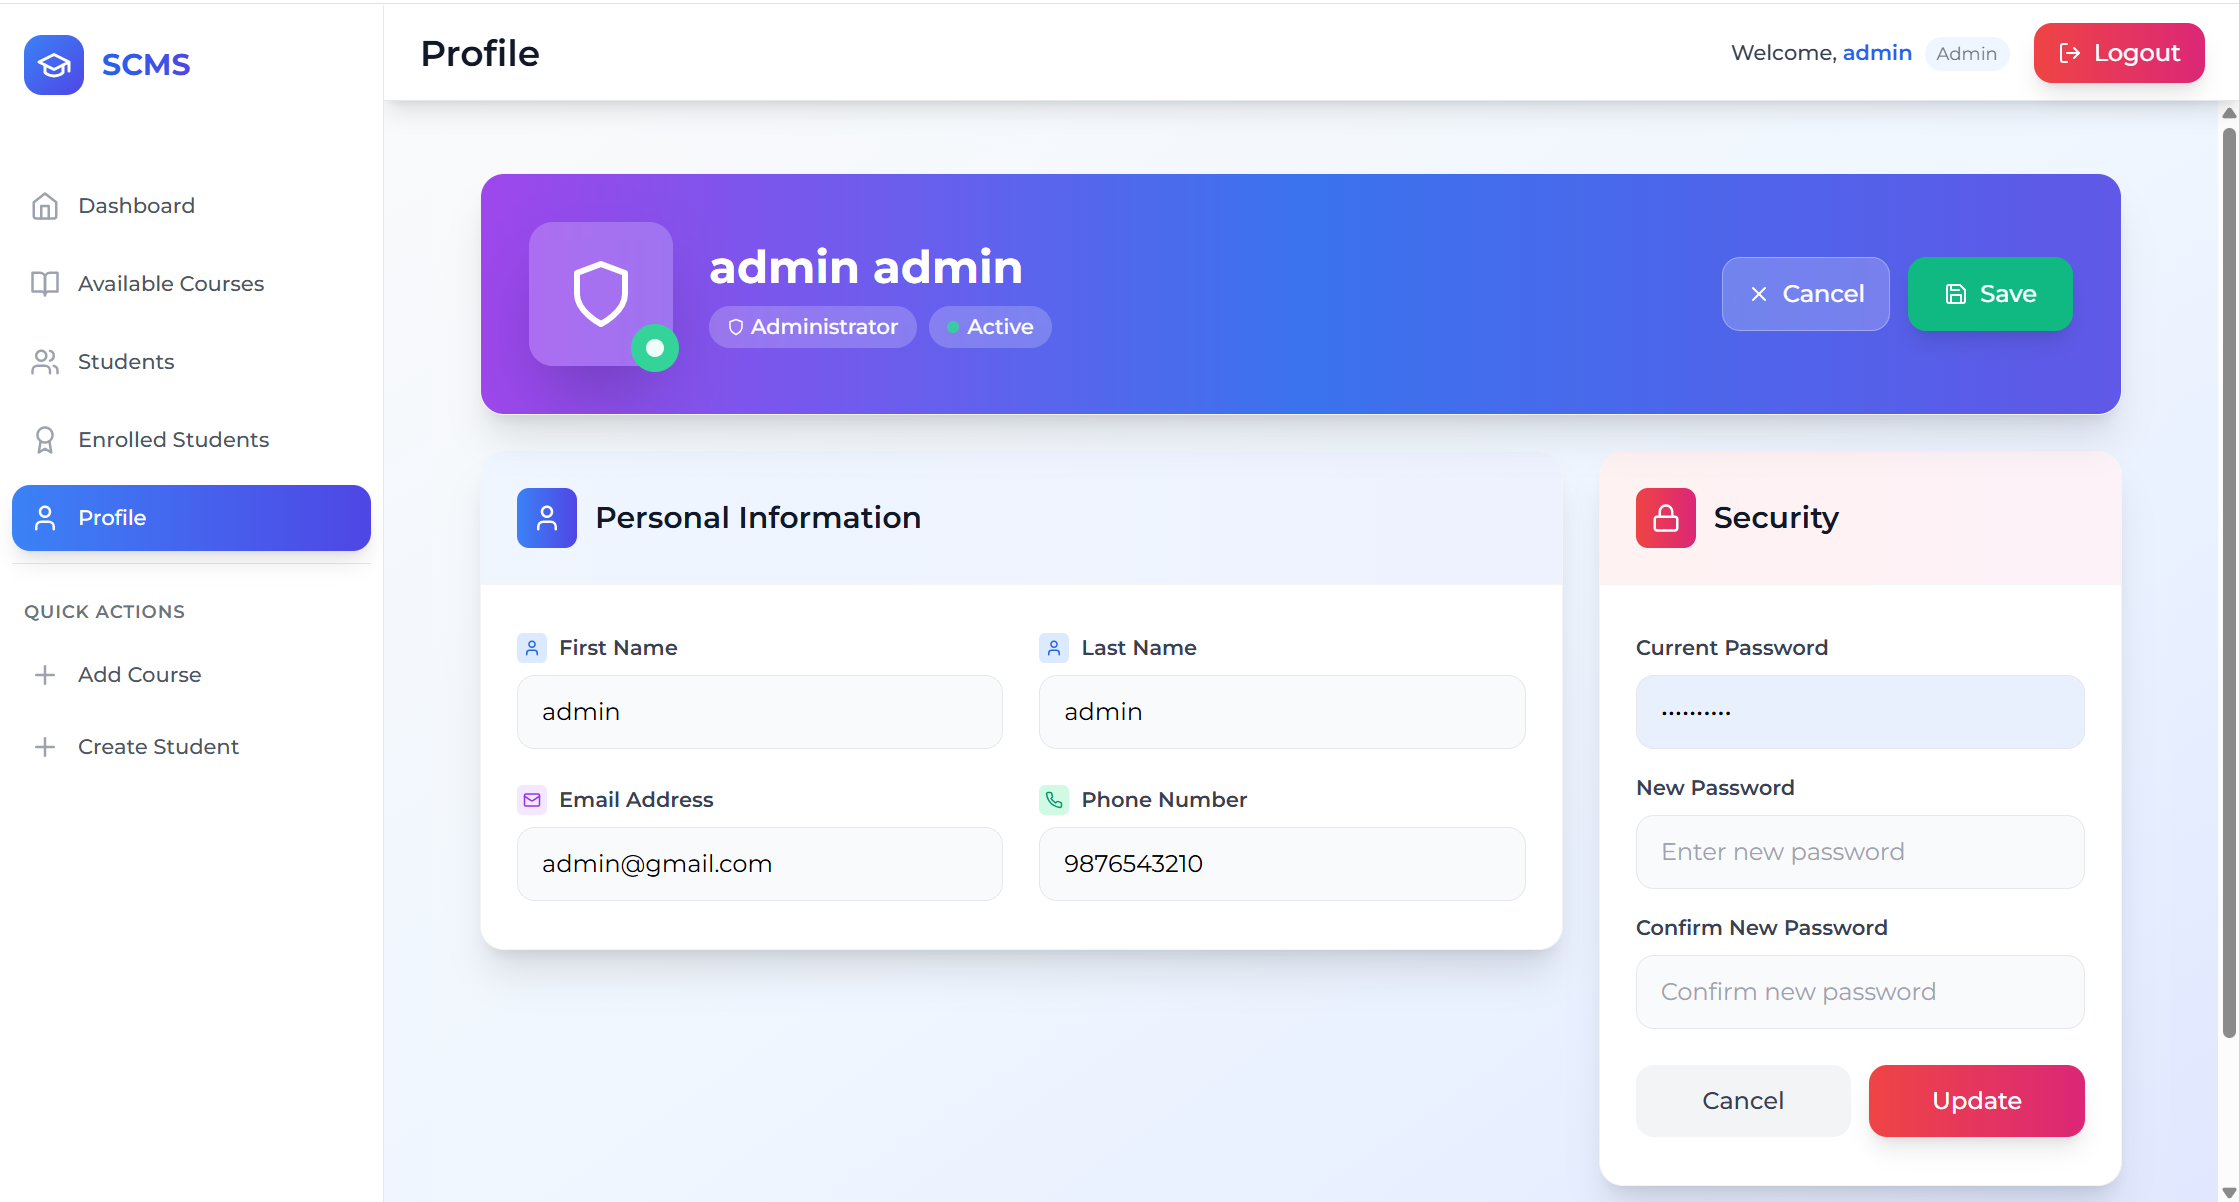 SCMS
Dashboard
Available Courses
Students
Enrolled Students
Profile
QUICK ACTIONS
Add Course
Create Student
Profile
Welcome, admin Admin
Logout
admin admin
Administrator
Active
Cancel
Save
Personal Information
First Name
admin
Last Name
admin
Email Address
admin@gmail.com
Phone Number
9876543210
Security
Current Password
••••••••••
New Password
Enter new password
Confirm New Password
Confirm new password
Cancel
Update